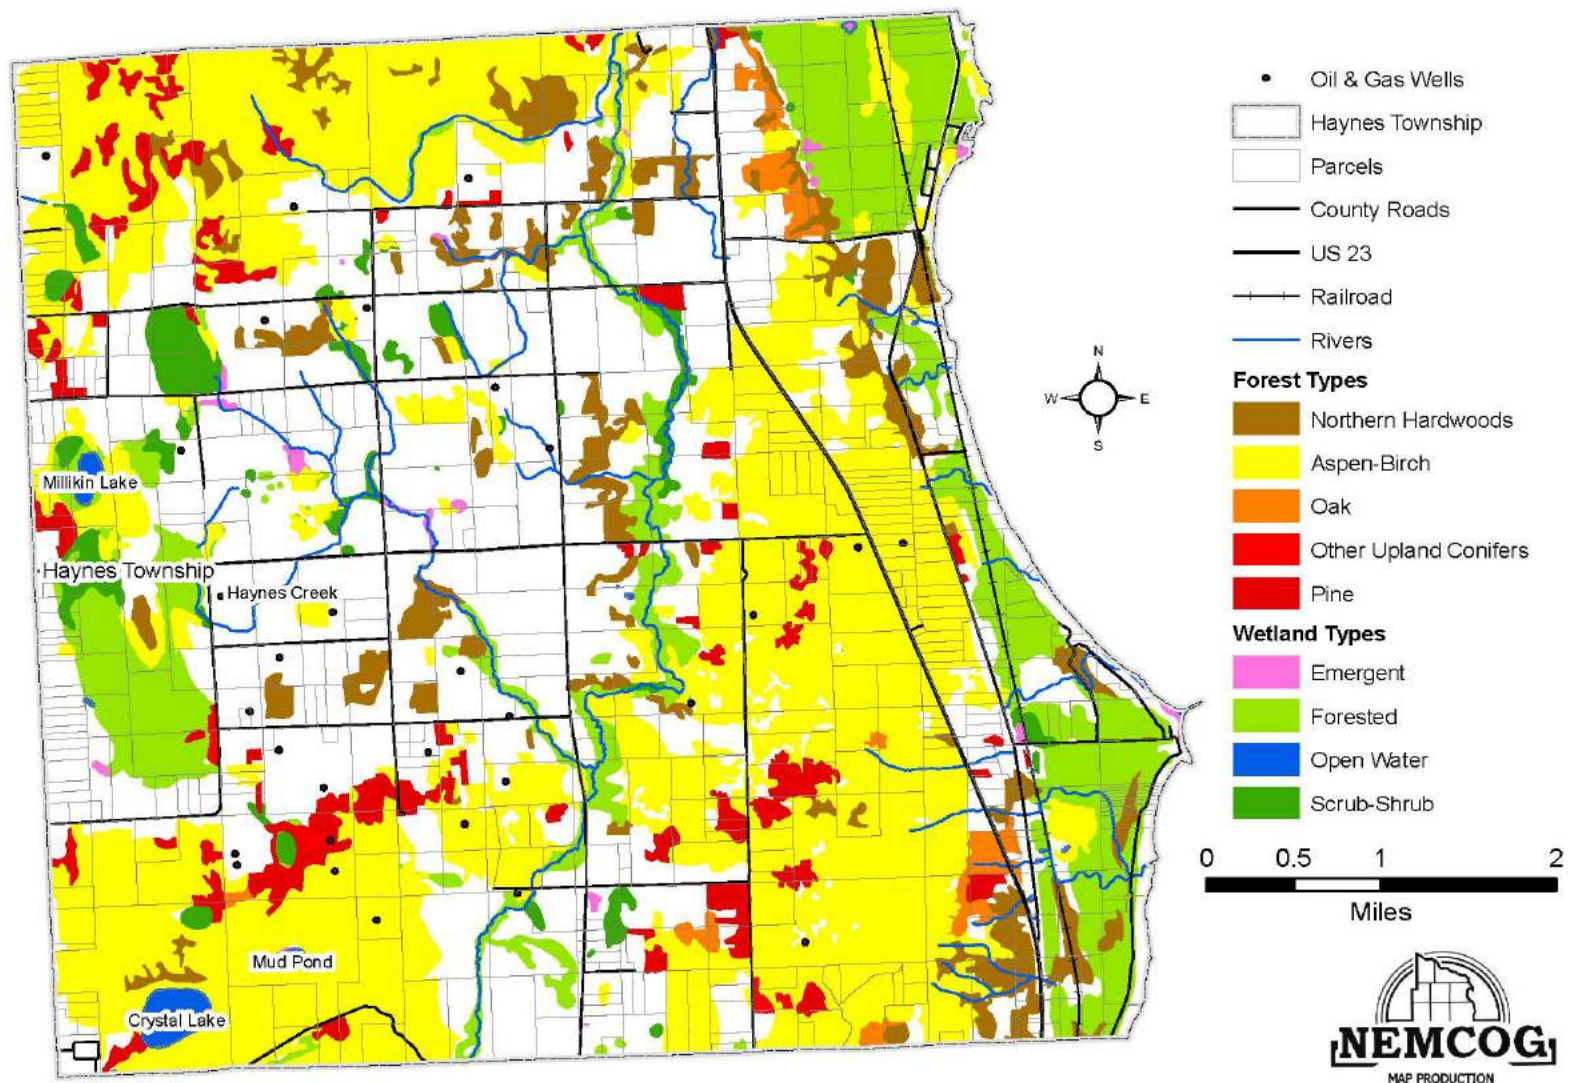 Oil & Gas Wells
Haynes Township
Parcels
County Roads
US 23
Railroad
Rivers
Forest Types
Northern Hardwoods
Aspen-Birch
Oak
Other Upland Conifers
Pine
Wetland Types
Emergent
Forested
Open Water
Scrub-Shrub
N
W
E
S
0 0.5 1 2
Miles
Millikin Lake
Haynes Township
Haynes Creek
Mud Pond
Crystal Lake
NEMCOG
MAP PRODUCTION